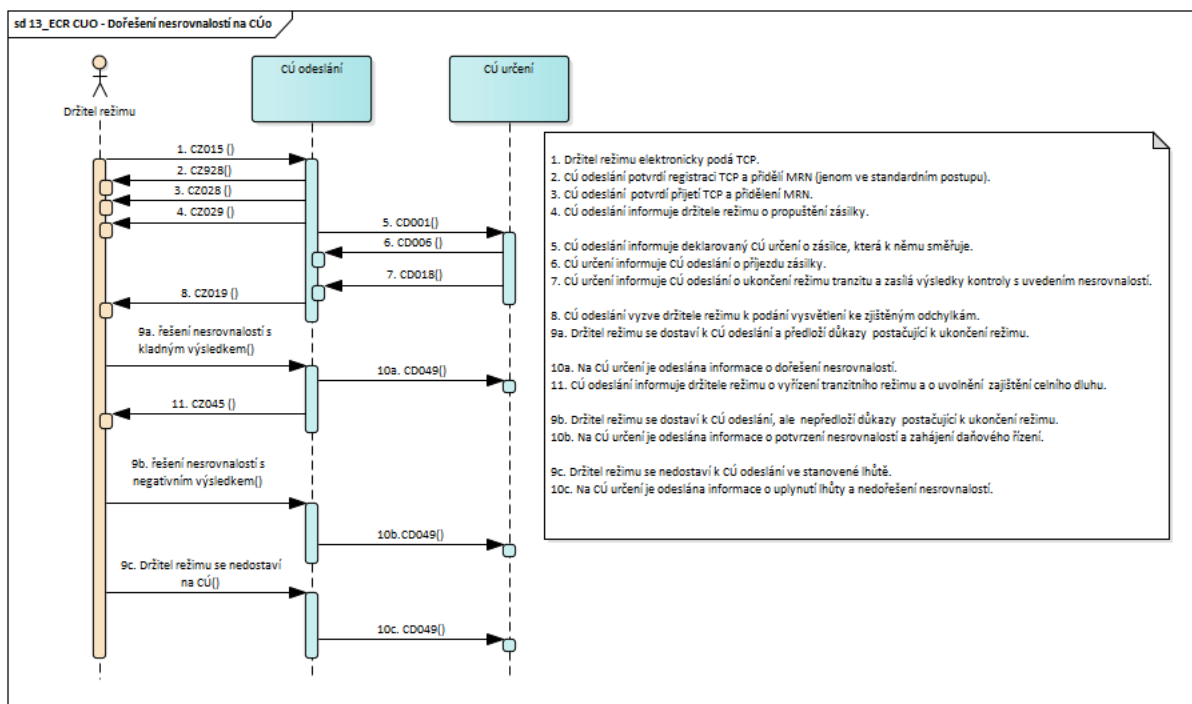 sd 13_ECR CUO - Dořešení nesrovnalostí na CÚo
CÚ odeslání
CÚ určení
Držitel režimu
1. CZ015 ()
2. CZ928 ()
3. CZ028 ()
4. CZ029 ()
5. CD001()
6. CD006 ()
7. CD018()
8. CZ019 ()
9a. řešení nesrovnalostí s
kladným výsledkem()
10a. CD049()
11. CZ045 ()
9b. řešení nesrovnalostí s
negativním výsledkem()
10b.CD049()
9c. Držitel režimu se nedostaví
na CÚ()
10c. CD049()
1. Držitel režimu elektronicky podá TCP.
2. CÚ odeslání potvrdí registraci TCP a přidělí MRN (jenom ve standardním postupu).
3. CÚ odeslání  potvrdí přijetí TCP a přidělení MRN.
4. CÚ odeslání informuje držitele režimu o propuštění zásilky.
5. CÚ odeslání informuje deklarovaný CÚ určení o zásilce, která k němu směřuje.
6. CÚ určení informuje CÚ odeslání o příjezdu zásilky.
7. CÚ určení informuje CÚ odeslání o ukončení režimu tranzitu a zasílá výsledky kontroly s uvedením nesrovnalostí.
8. CÚ odeslání vyzve držitele režimu k podání vysvětlení ke zjištěným odchylkám.
9a. Držitel režimu se dostaví k CÚ odeslání a předloží důkazy  postačující k ukončení režimu.
10a. Na CÚ určení je odeslána informace o dořešení nesrovnalostí.
11. CÚ odeslání informuje držitele režimu o vyřízení tranzitního režimu a o uvolnění  zajištění celního dluhu.
9b. Držitel režimu se dostaví k CÚ odeslání, ale nepředloží důkazy  postačující k ukončení režimu.
10b. Na CÚ určení je odeslána informace o potvrzení nesrovnalostí a zahájení daňového řízení.
9c. Držitel režimu se nedostaví k CÚ odeslání ve stanovené lhůtě.
10c. Na CÚ určení je odeslána informace o uplynutí lhůty a nedořešení nesrovnalostí.